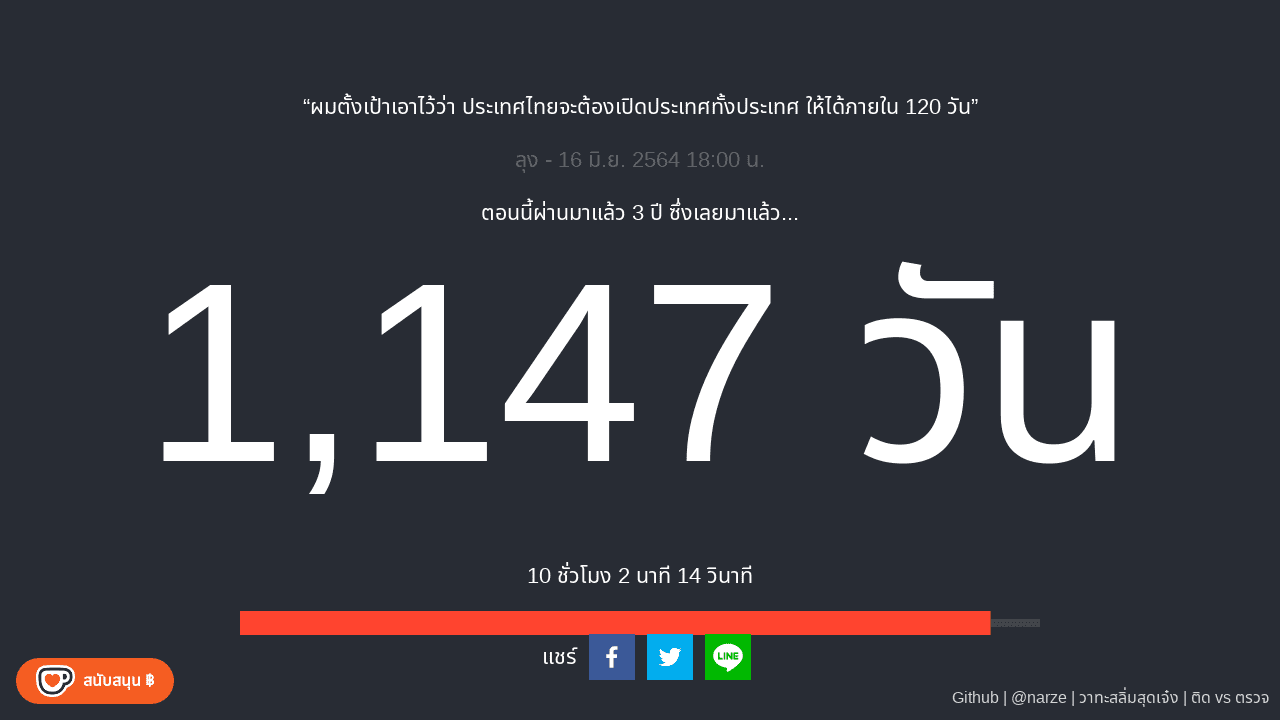 “ผมตั้งเป้าเอาไว้ว่า ประเทศไทยจะต้องเปิดประเทศทั้งประเทศ ให้ได้ภายใน 120 วัน”
ลุง - 16 มิ.ย. 2564 18:00 น.
ตอนนี้ผ่านมาแล้ว 3 ปี ซึ่งเลยมาแล้ว...
1,147 วัน
10 ชั่วโมง 2 นาที 14 วินาที
แชร์
LINE
สนับสนุน ฿
Github | @narze | วาทะสลิ่มสุดเจ๋ง | ติด vs ตรวจ